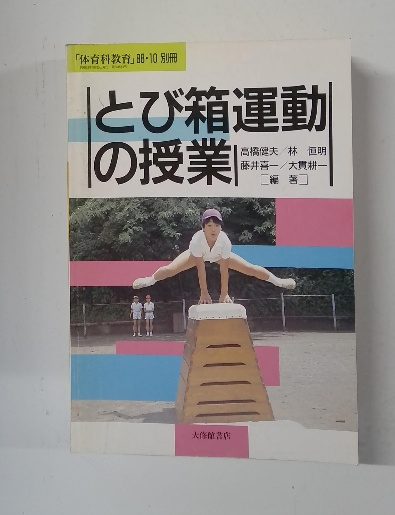 「体育科教育」88・10 別冊
とび箱運動
の授業
高橋健夫／林 恒明
藤井喜一／大貫耕一
編 著
大修館書店